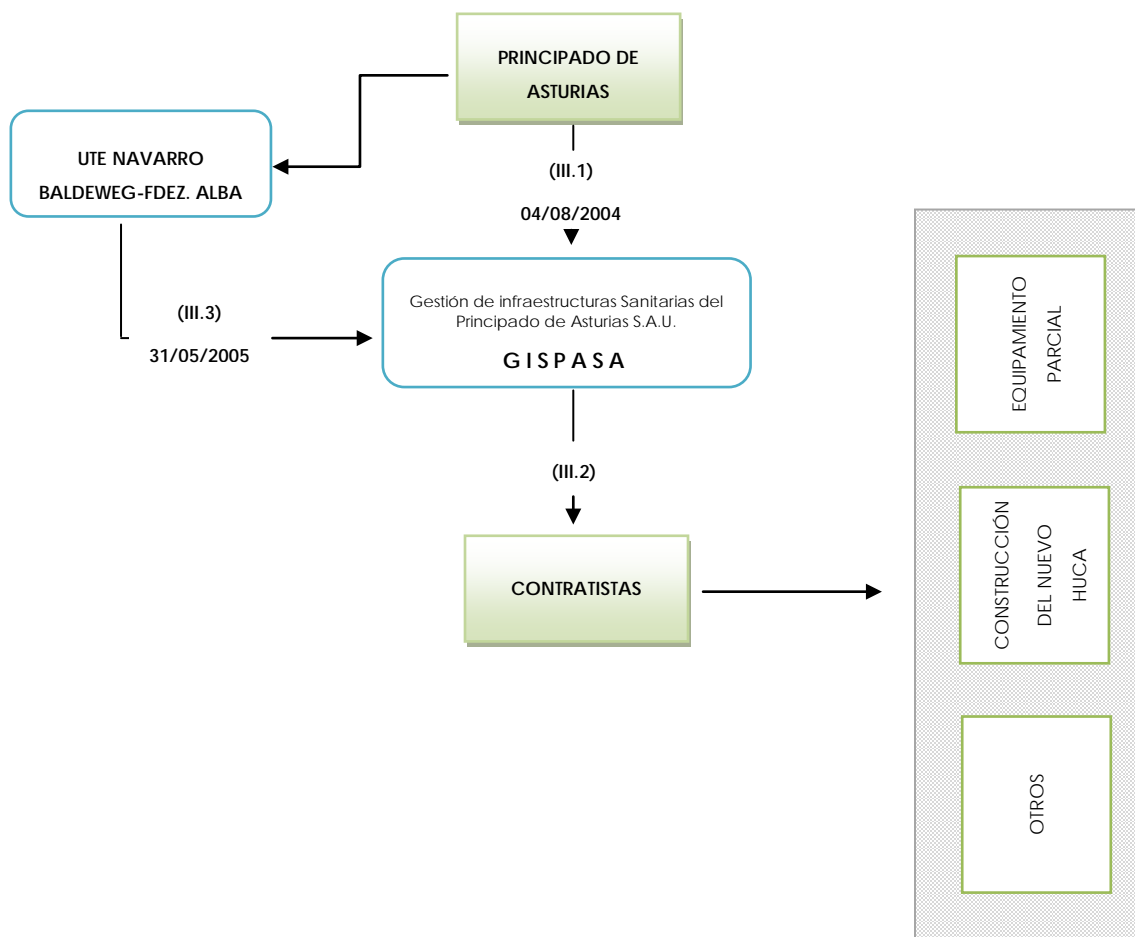 PRINCIPADO DE
ASTURIAS
UTE NAVARRO
BALDEWEG-FDEZ. ALBA
(III.1)
04/08/2004
Gestión de infraestructuras Sanitarias del
Principado de Asturias S.A.U.
GISPASA
(III.3)
31/05/2005
(III.2)
CONTRATISTAS
EQUIPAMIENTO
PARCIAL
CONSTRUCCIÓN
DEL NUEVO
HUCA
OTROS